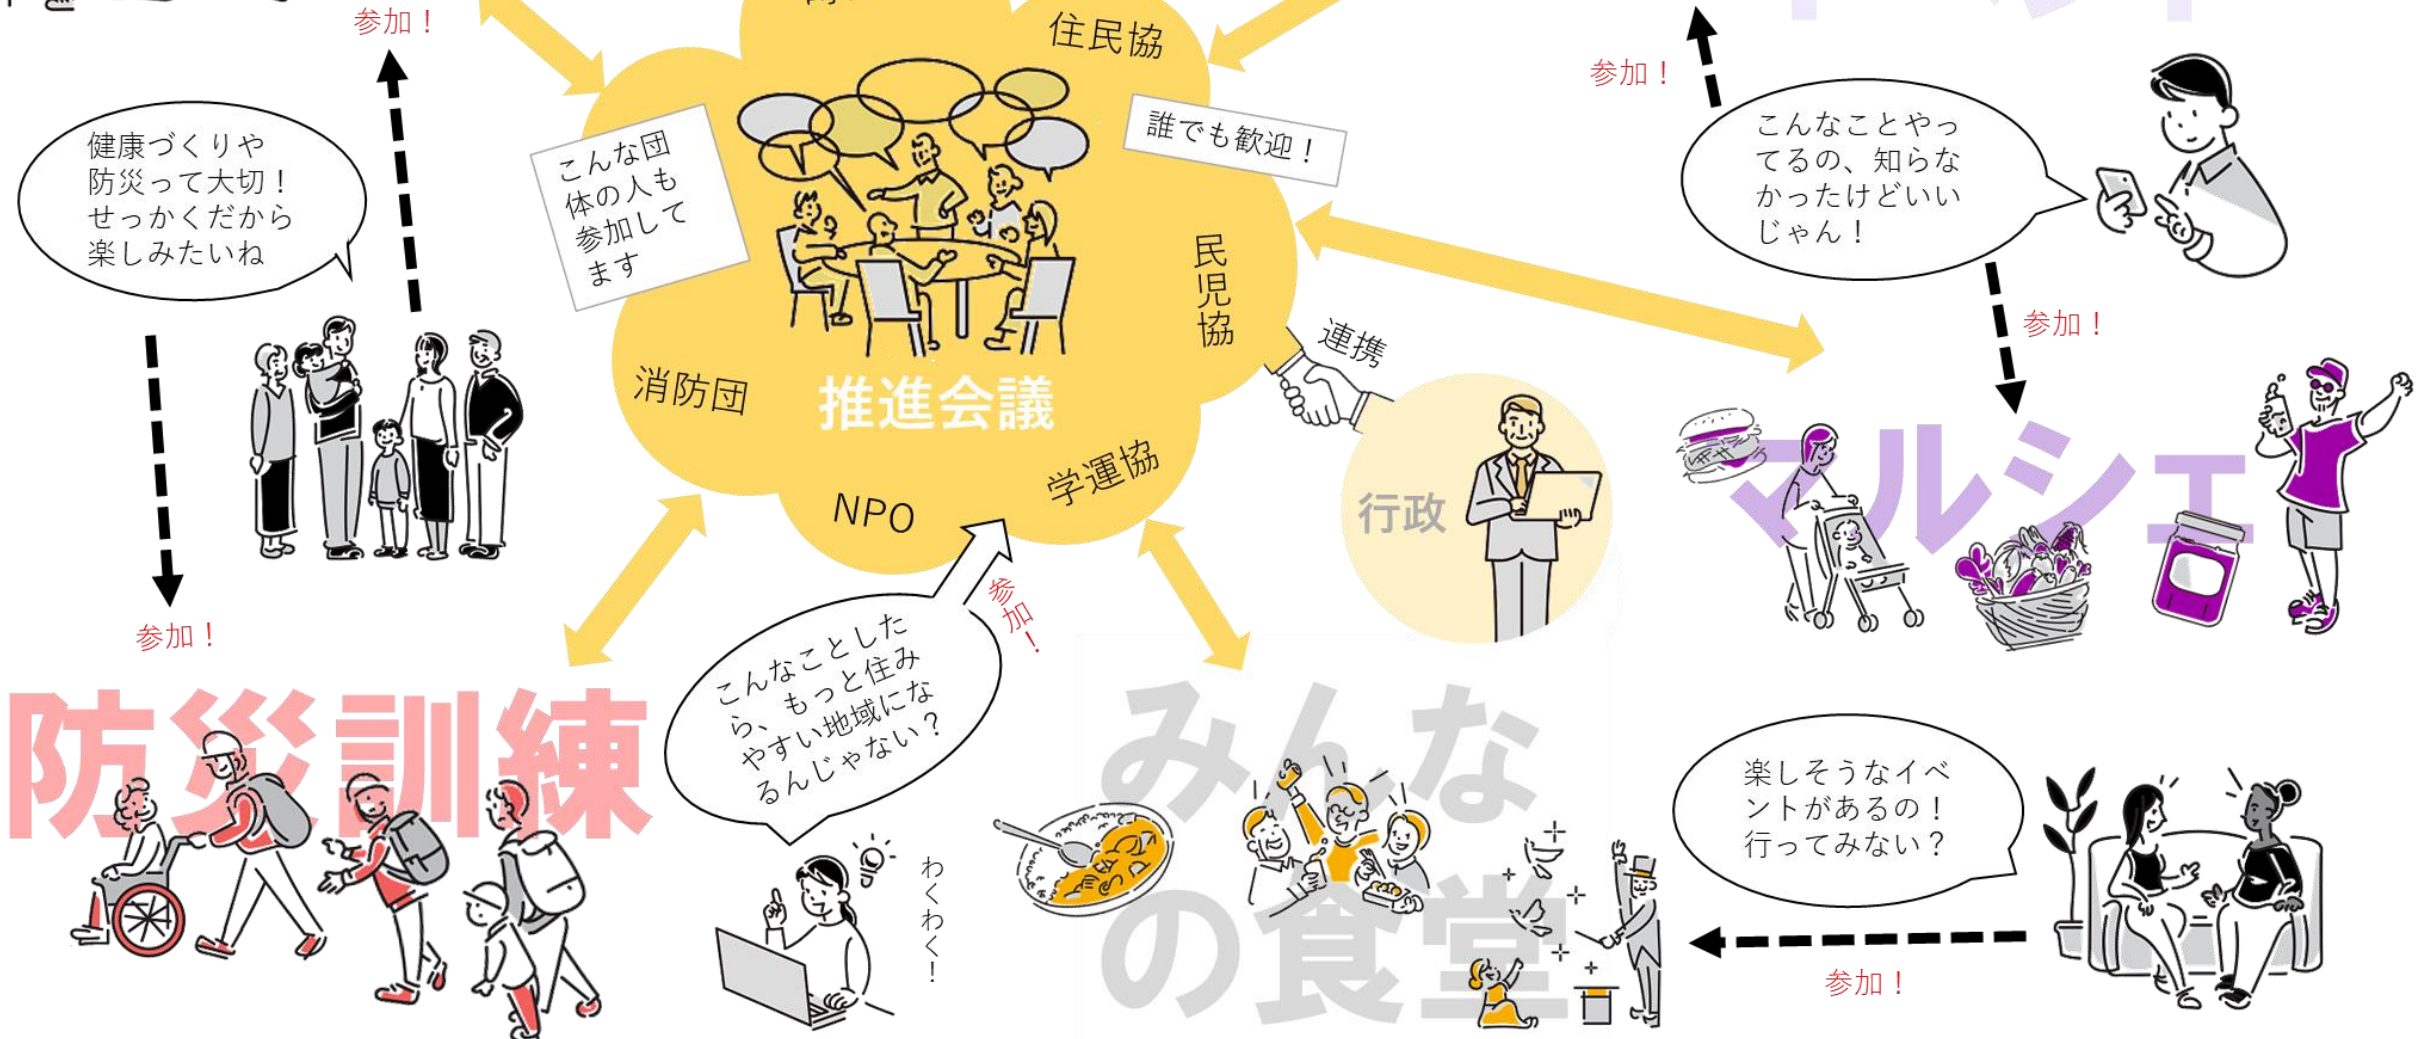 参加！
住民協
参加！
健康づくりや
防災って大切！
せっかくだから
楽しみたいね
こんな団
体の人も
参加して
ます
誰でも歓迎！
こんなことやっ
てるの、知らな
かったけどいい
じゃん！
民児協
連携
参加！
消防団
推進会議
学運協
NPO
行政
マルシェ
参加！
参加！
防災訓練
こんなことした
ら、もっと住み
やすい地域にな
るんじゃない？
わくわく！
みんな
の食堂
楽しそうなイベ
ントがあるの！
行ってみない？
参加！